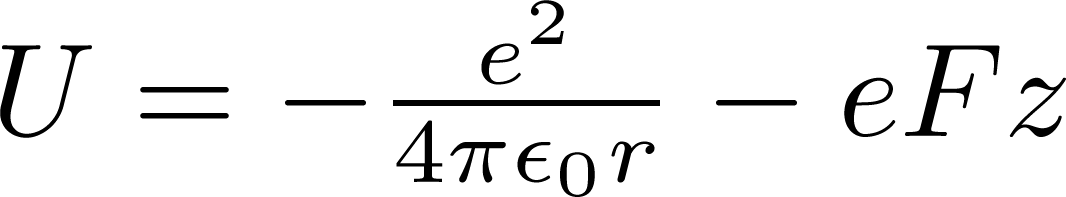 U = -\frac{e^2}{4\pi\epsilon_0 r} - eFz